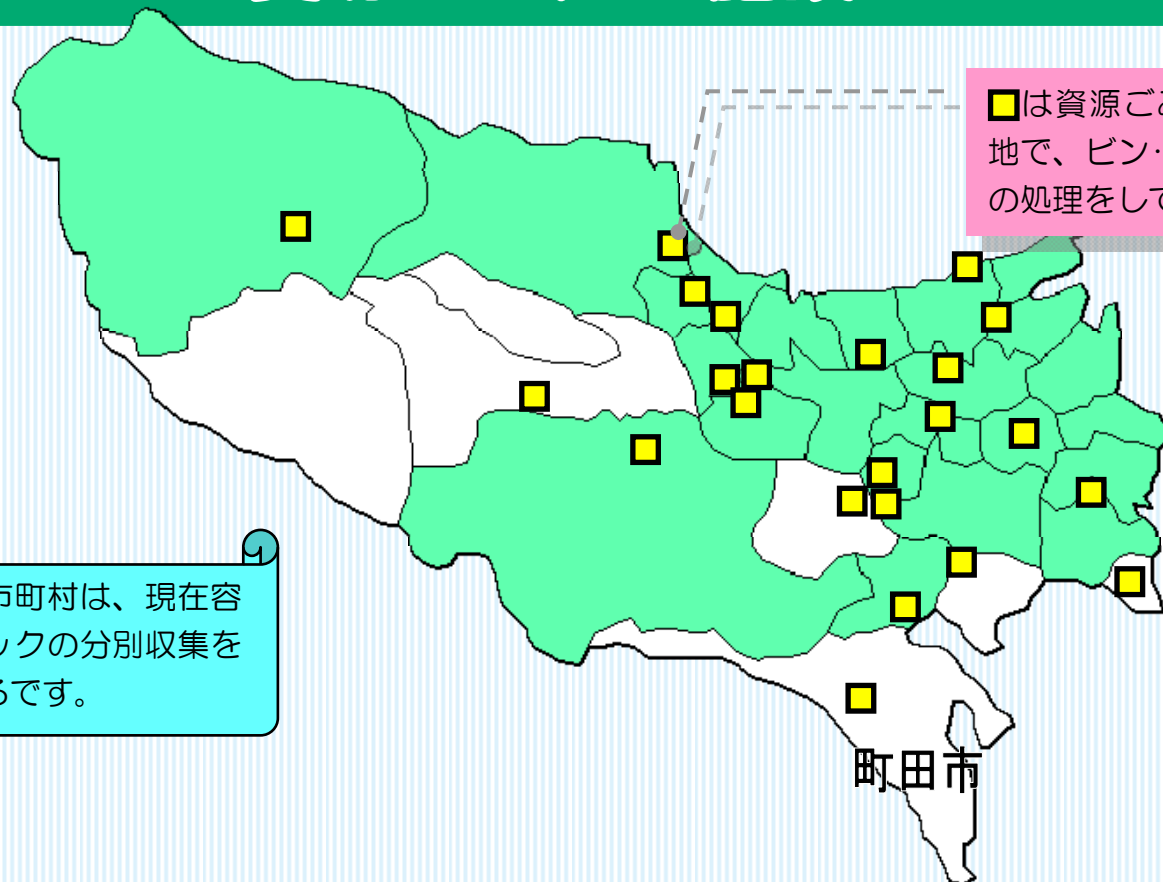 は資源ごみ
地で、ビン・
の処理をして
市町村は、現在容
ックの分別収集を
るです。
町田市